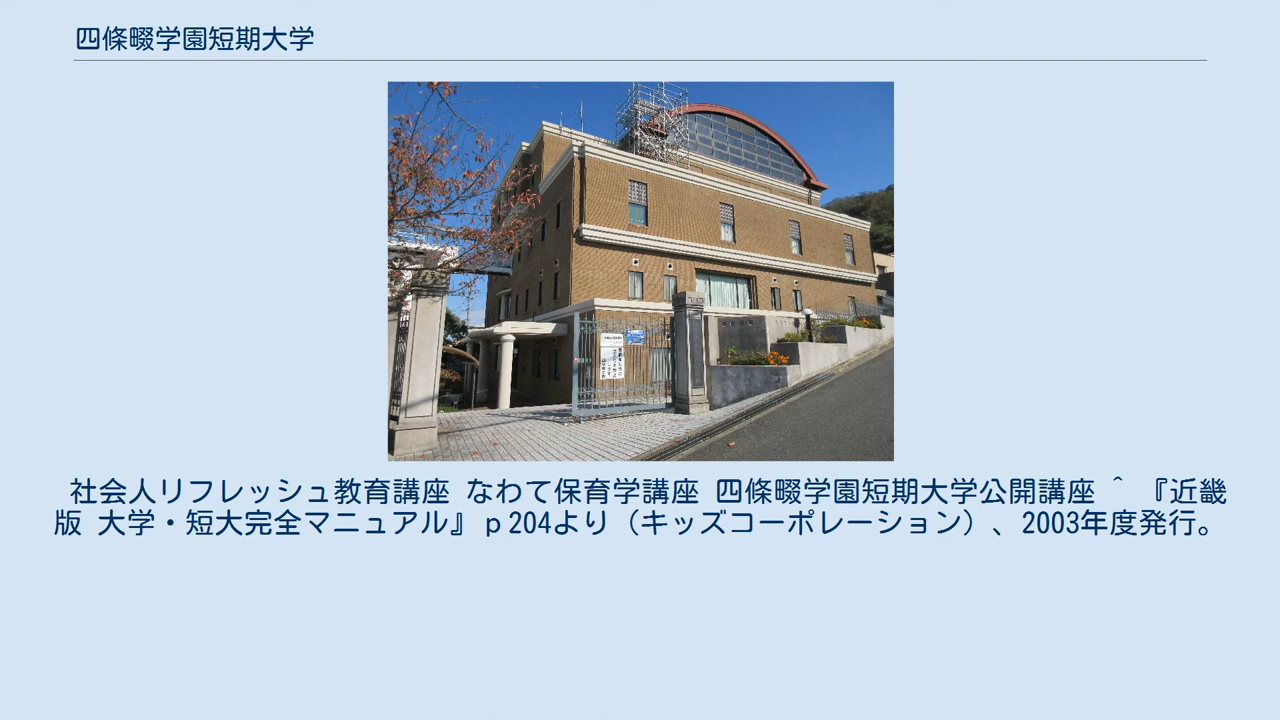 四條畷学園短期大学
社会人リフレッシュ教育講座 なわて保育学講座 四條畷学園短期大学公開講座 ^ 『近畿
版 大学・短大完全マニュアル』ｐ204より（キッズコーポレーション）、2003年度発行。